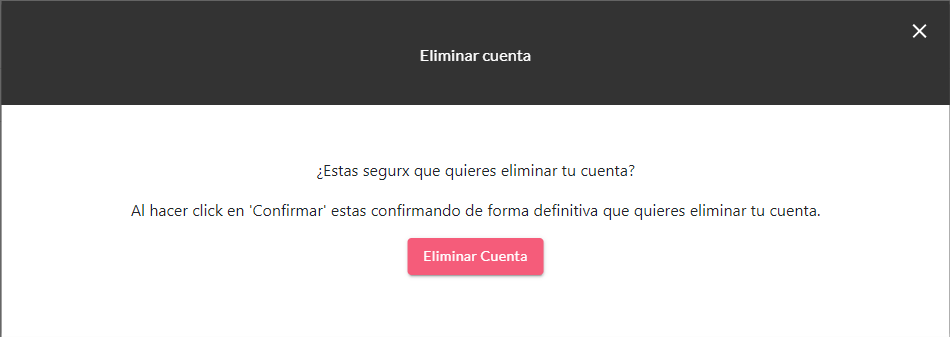 Eliminar cuenta
¿Estas segurx que quieres eliminar tu cuenta?
Al hacer click en 'Confirmar' estas confirmando de forma definitiva que quieres eliminar tu cuenta.
Eliminar Cuenta